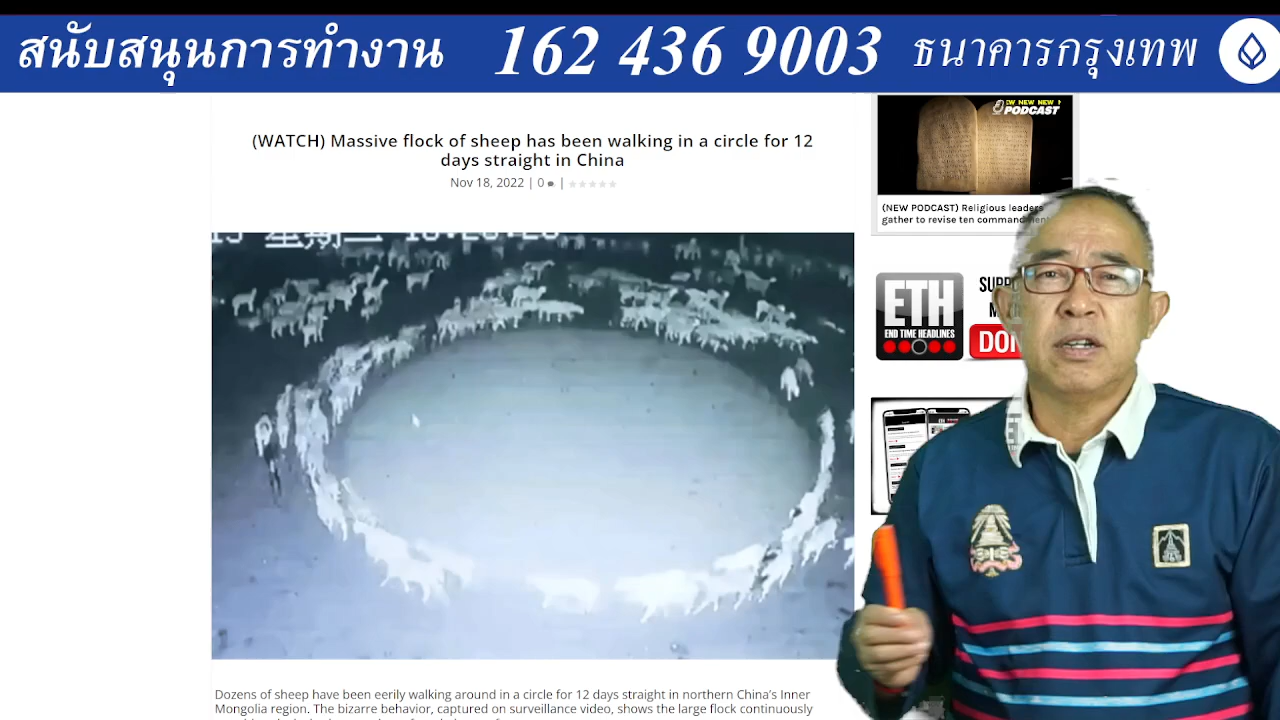 สนับสนุนการทำงาน 162 436 9003 ธนาคารกรุงเทพ
(WATCH) Massive flock of sheep has been walking in a circle for 12
days straight in China
Nov 18, 2022 | 0 |
NEW NEW NEW
PODCAST
(NEW PODCAST) Religious leaders
gather to revise ten commandment
ETH
END TIME HEADLINES
DON
Dozens of sheep have been eerily walking around in a circle for 12 days straight in northern China's Inner
Mongolia region. The bizarre behavior, captured on surveillance video, shows the large flock continuously